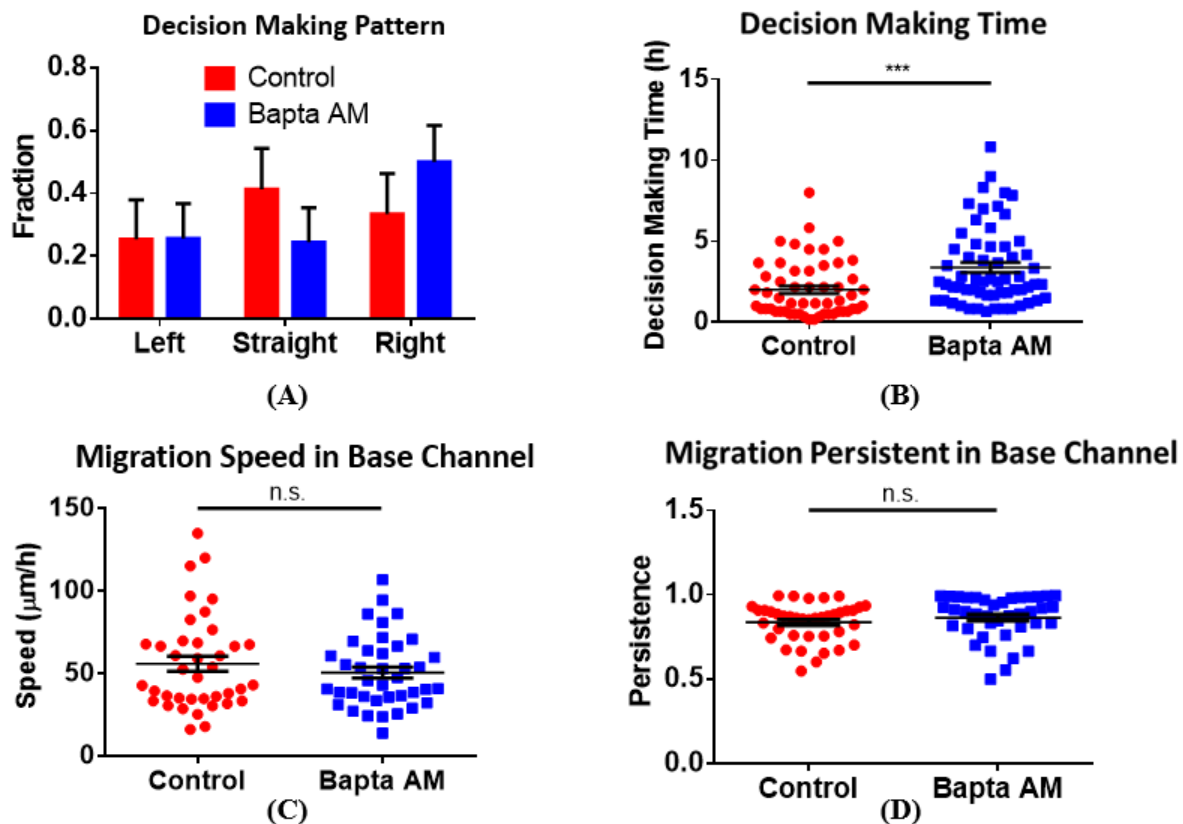 Decision Making Pattern
Control
Bapta AM
Fraction
0.8
0.6
0.4
0.2
0.0
Left Straight Right
(A)
Decision Making Time
***
Decision Making Time (h)
15
10
5
0
Control Bapta AM
(B)
Migration Speed in Base Channel
n.s.
Speed (μm/h)
150
100
50
0
Control Bapta AM
(C)
Migration Persistent in Base Channel
n.s.
Persistence
1.5
1.0
0.5
0.0
Control Bapta AM
(D)